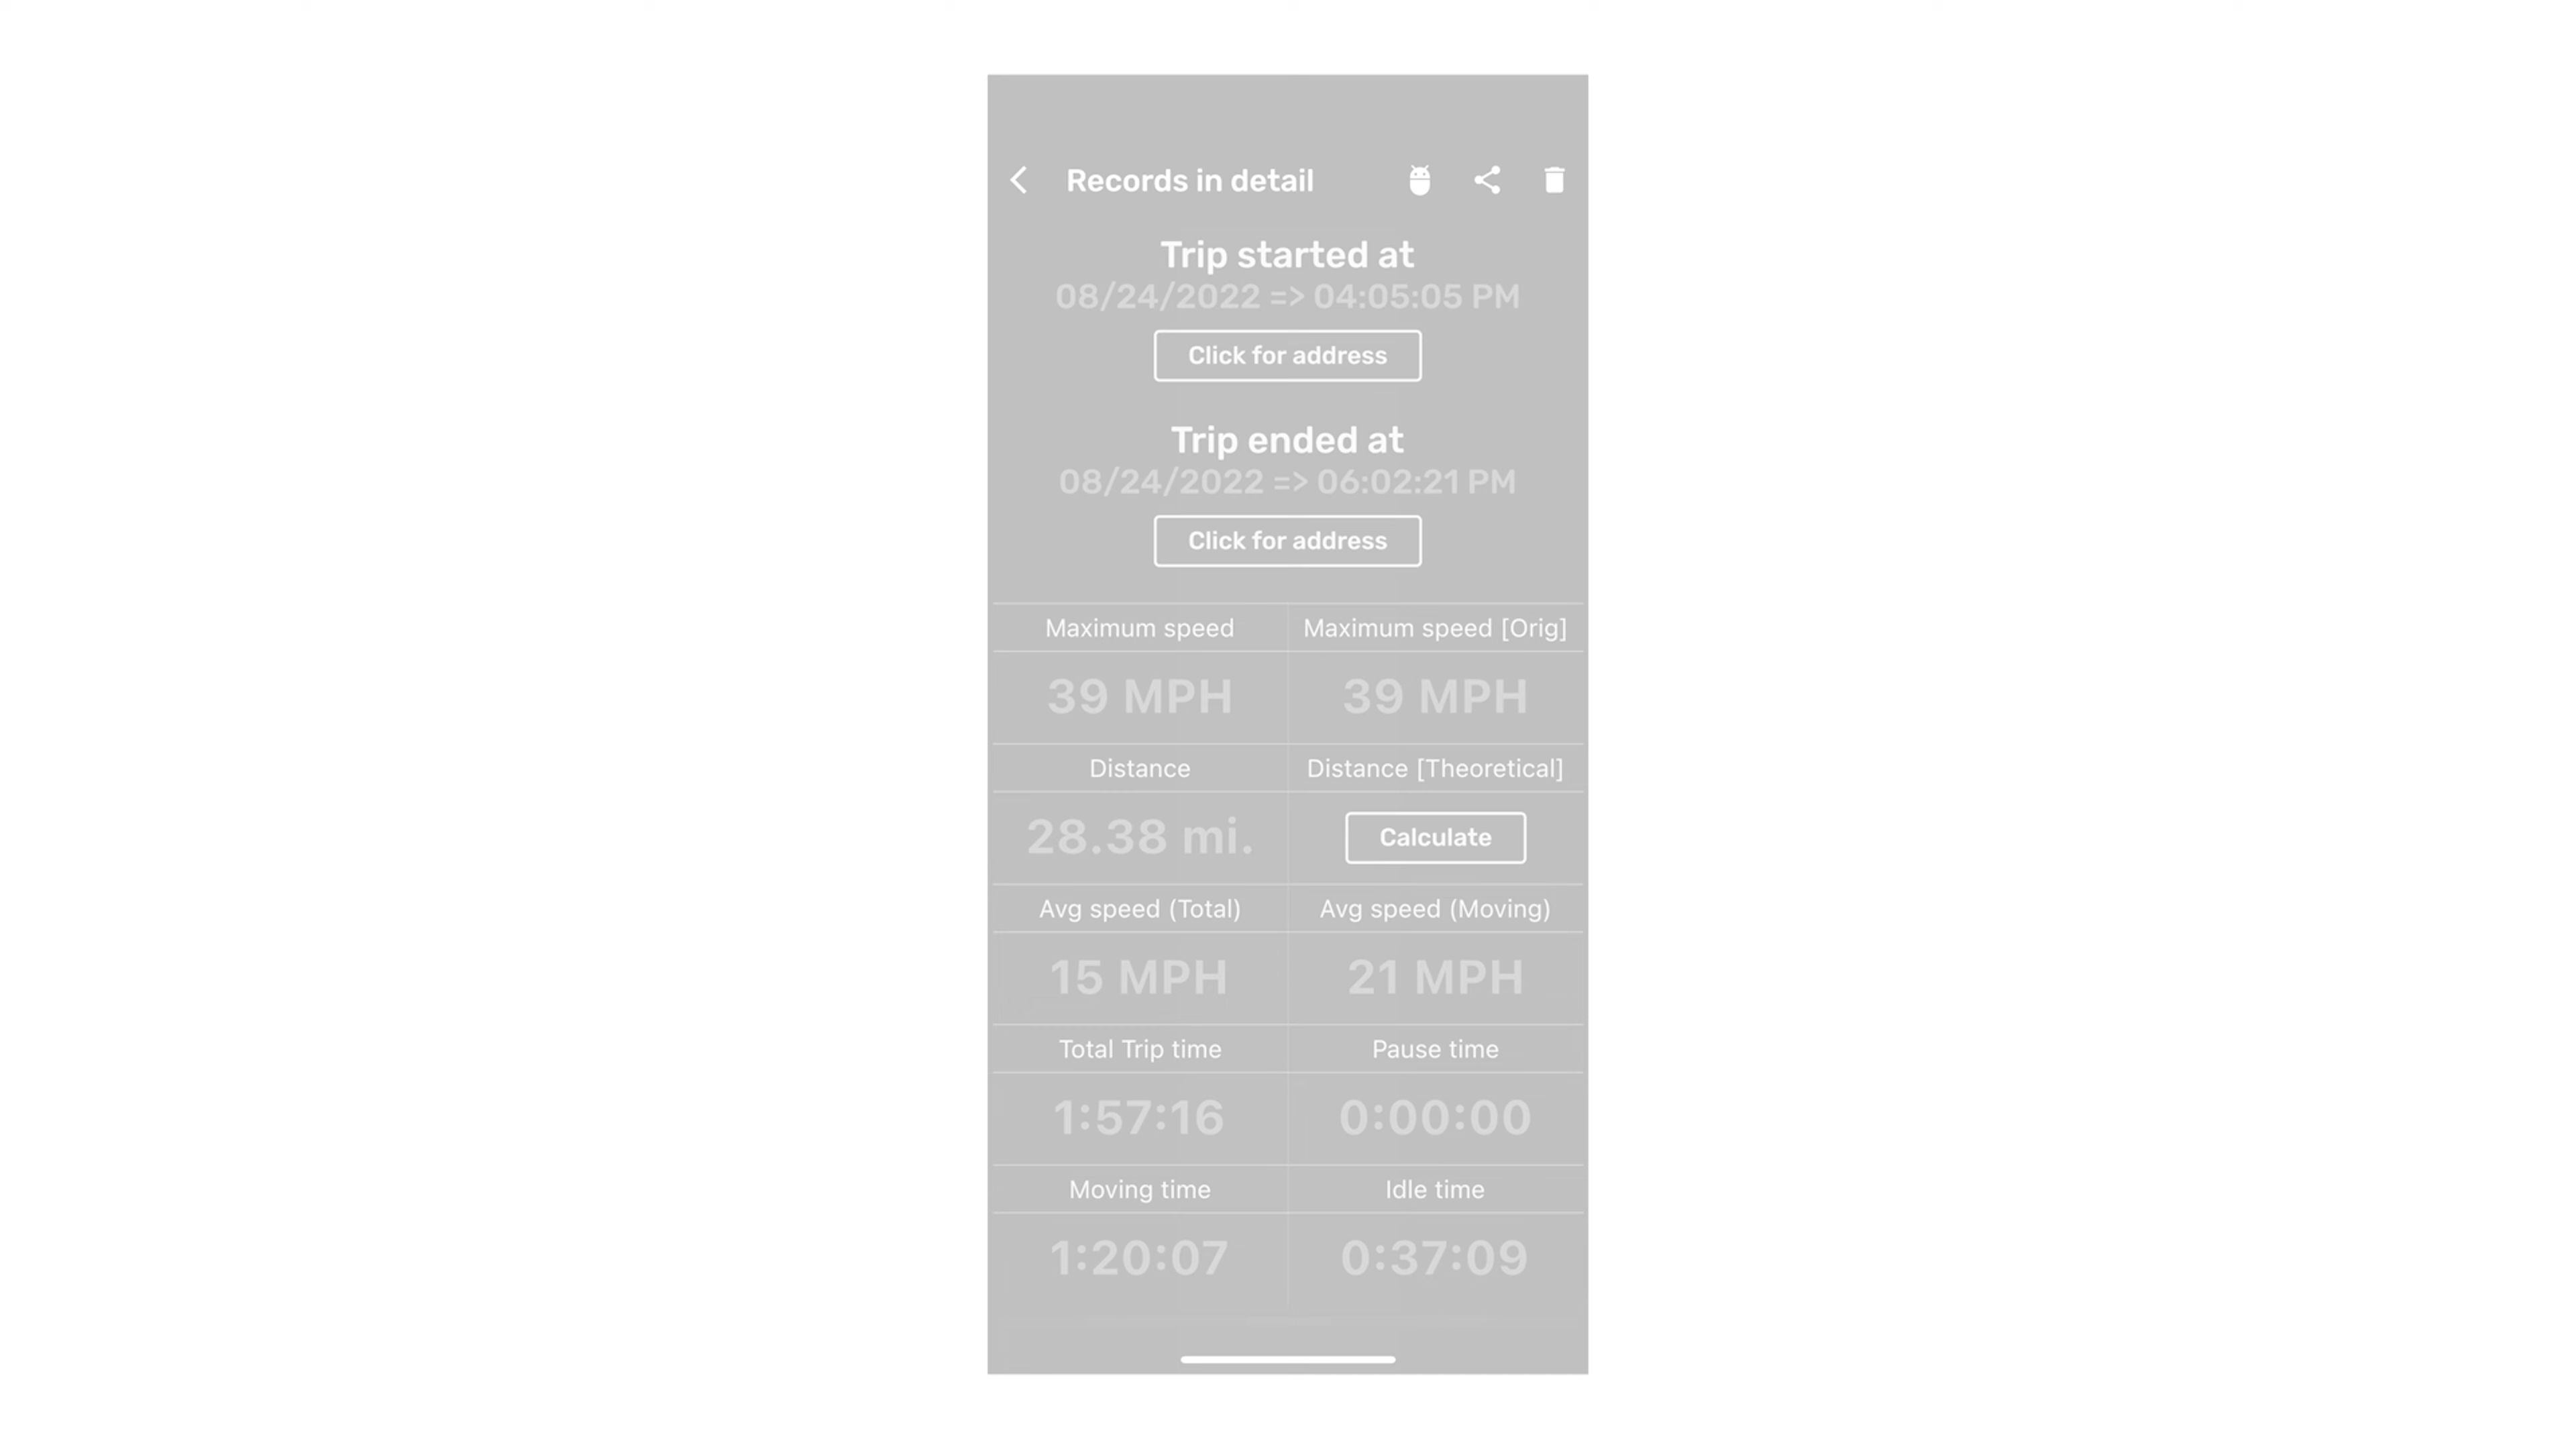 Records in detail
Trip started at
08/24/2022 => 04:05:05 PM
Click for address
Trip ended at
08/24/2022 => 06:02:21 PM
Click for address
Maximum speed
Maximum speed [Orig]
39 MPH
39 MPH
Distance
Distance [Theoretical]
28.38 mi.
Calculate
Avg speed (Total)
Avg speed (Moving)
15 MPH
21 MPH
Total Trip time
Pause time
1:57:16
0:00:00
Moving time
Idle time
1:20:07
0:37:09